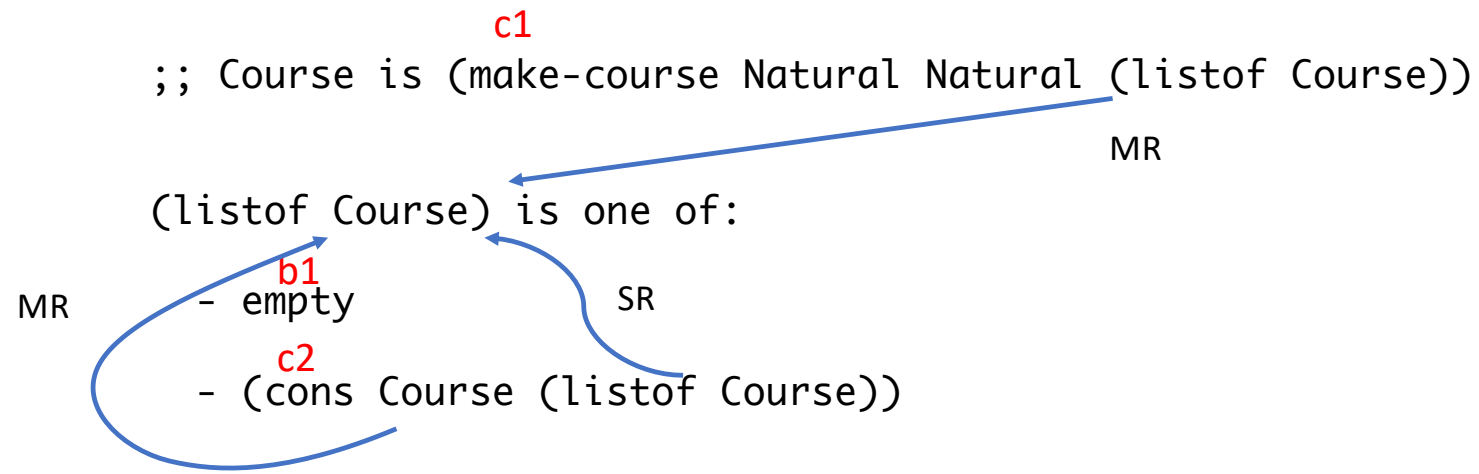 c1
;; Course is (make-course Natural Natural (listof Course))
MR
(listof Course) is one of:
b1
MR
- empty
SR
c2
- (cons Course (listof Course))